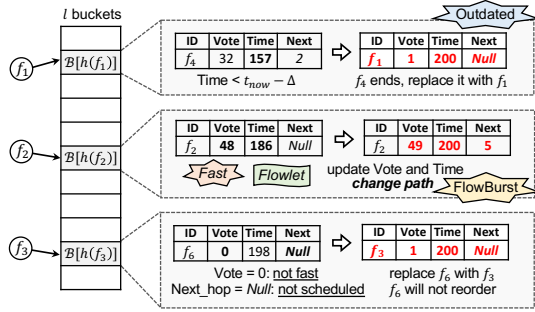 l buckets
Outdated
ID Vote Time Next
f₄ 32 157 2
ID Vote Time Next
f₁ 1 200 Null
f₁
B[h(f₁)]
Time < t_now − Δ
f₄ ends, replace it with f₁
ID Vote Time Next
f₂ 48 186 Null
ID Vote Time Next
f₂ 49 200 5
f₂
B[h(f₂)]
Fast
Flowlet
update Vote and Time
change path
FlowBurst
ID Vote Time Next
f₆ 0 198 Null
ID Vote Time Next
f₃ 1 200 Null
f₃
B[h(f₃)]
Vote = 0: not fast
Next_hop = Null: not scheduled
replace f₆ with f₃
f₆ will not reorder